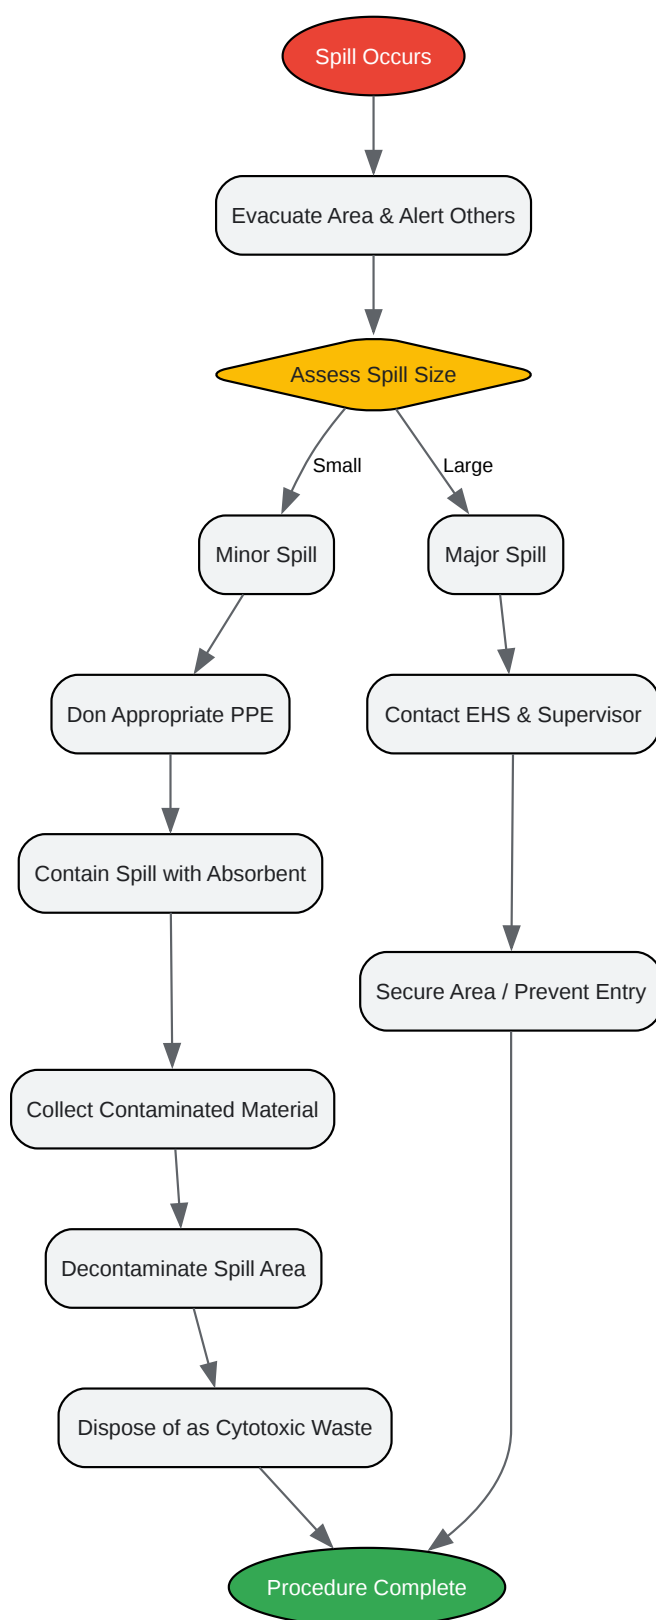 Spill Occurs
Evacuate Area & Alert Others
Assess Spill Size
Small
Large
Minor Spill
Major Spill
Don Appropriate PPE
Contact EHS & Supervisor
Contain Spill with Absorbent
Secure Area / Prevent Entry
Collect Contaminated Material
Decontaminate Spill Area
Dispose of as Cytotoxic Waste
Procedure Complete